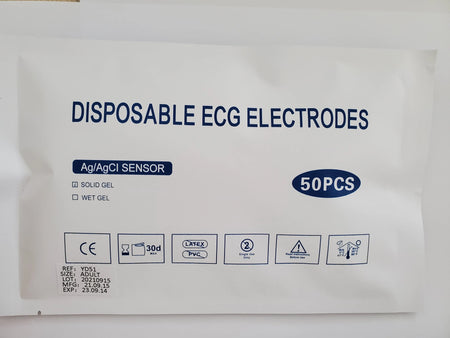 DISPOSABLE ECG ELECTRODES
Ag/AgCl SENSOR
SOLID GEL
WET GEL
50PCS
CE
30d
LATEX
PVC
2
REF: YD51
SIZE: ADULT
LOT: 20210915
MFG: 21.09.15
EXP: 23.09.14